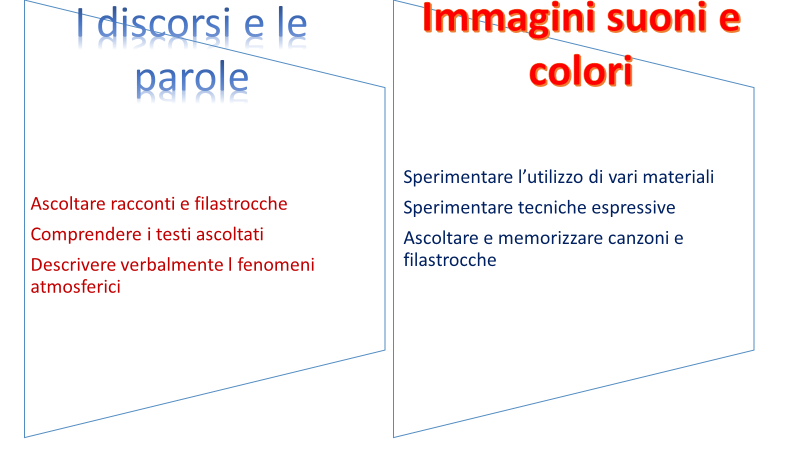 I discorsi e le
parole
Ascoltare racconti e filastrocche
Comprendere i testi ascoltati
Descrivere verbalmente l fenomeni
atmosferici
Immagini suoni e
colori
Sperimentare l’utilizzo di vari materiali
Sperimentare tecniche espressive
Ascoltare e memorizzare canzoni e
filastrocche